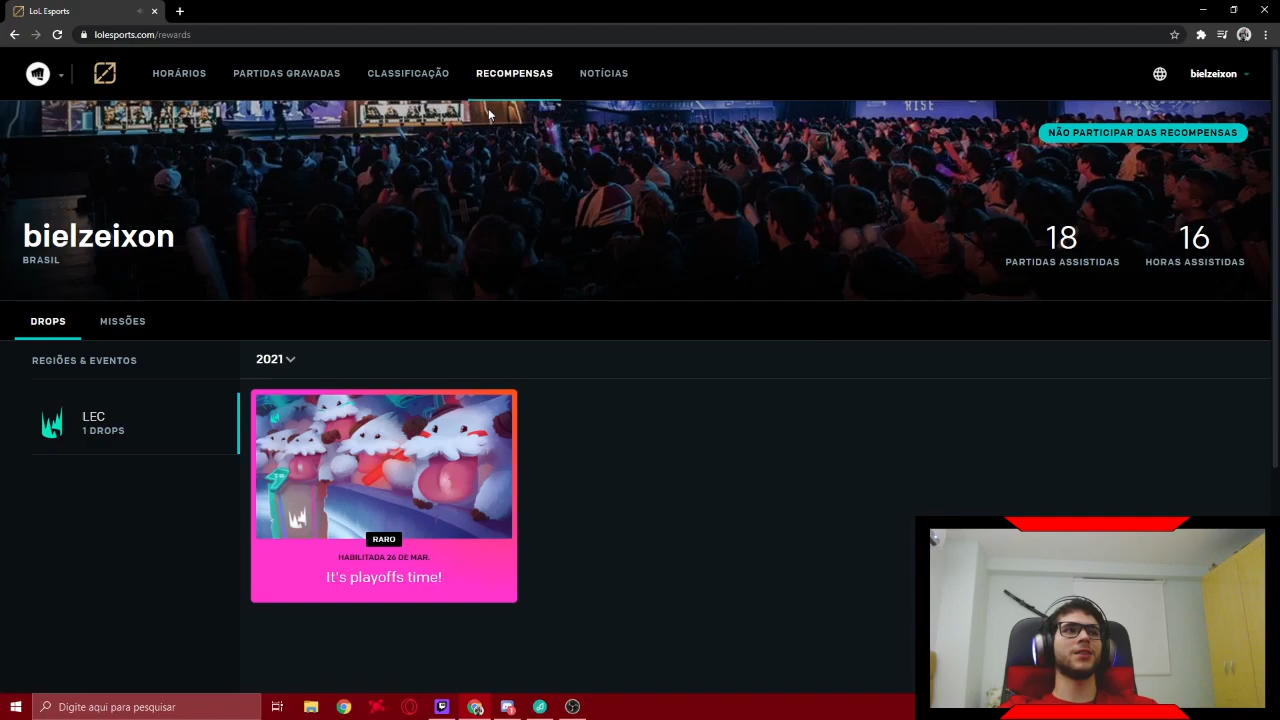 LoL Esports
lolesports.com/rewards
HORÁRIOS PARTIDAS GRAVADAS CLASSIFICAÇÃO RECOMPENSAS NOTÍCIAS
bielzeixon
RISE
NÃO PARTICIPAR DAS RECOMPENSAS
bielzeixon
BRASIL
18
PARTIDAS ASSISTIDAS
16
HORAS ASSISTIDAS
DROPS MISSÕES
REGIÕES & EVENTOS
2021
LEC
1 DROPS
RARO
HABILITADA 26 DE MAR.
It's playoffs time!
Digite aqui para pesquisar